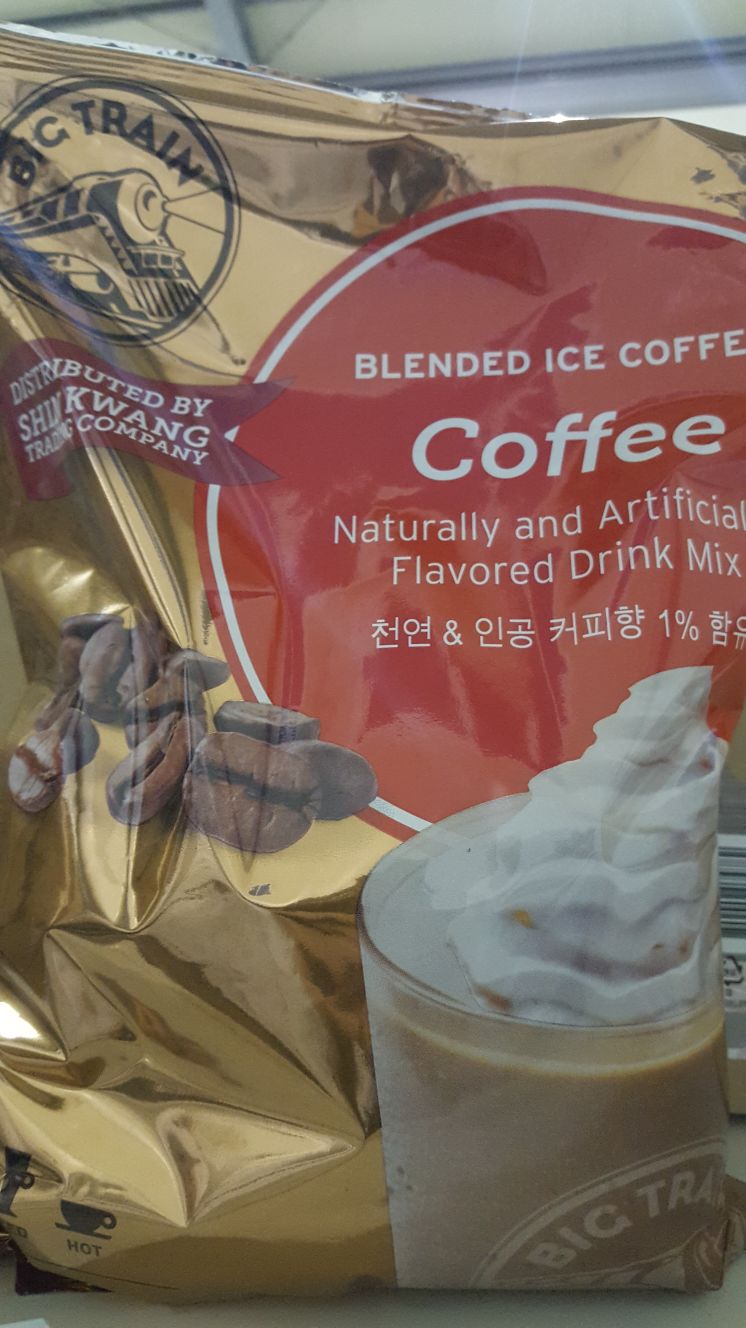 BIG TRAIN
DISTRIBUTED BY
SHIN KWANG
TRADING COMPANY
BLENDED ICE COFFE
Coffee
Naturally and Artificial
Flavored Drink Mix
천연 & 인공 커피향 1% 함유
HOT
BIG TRA